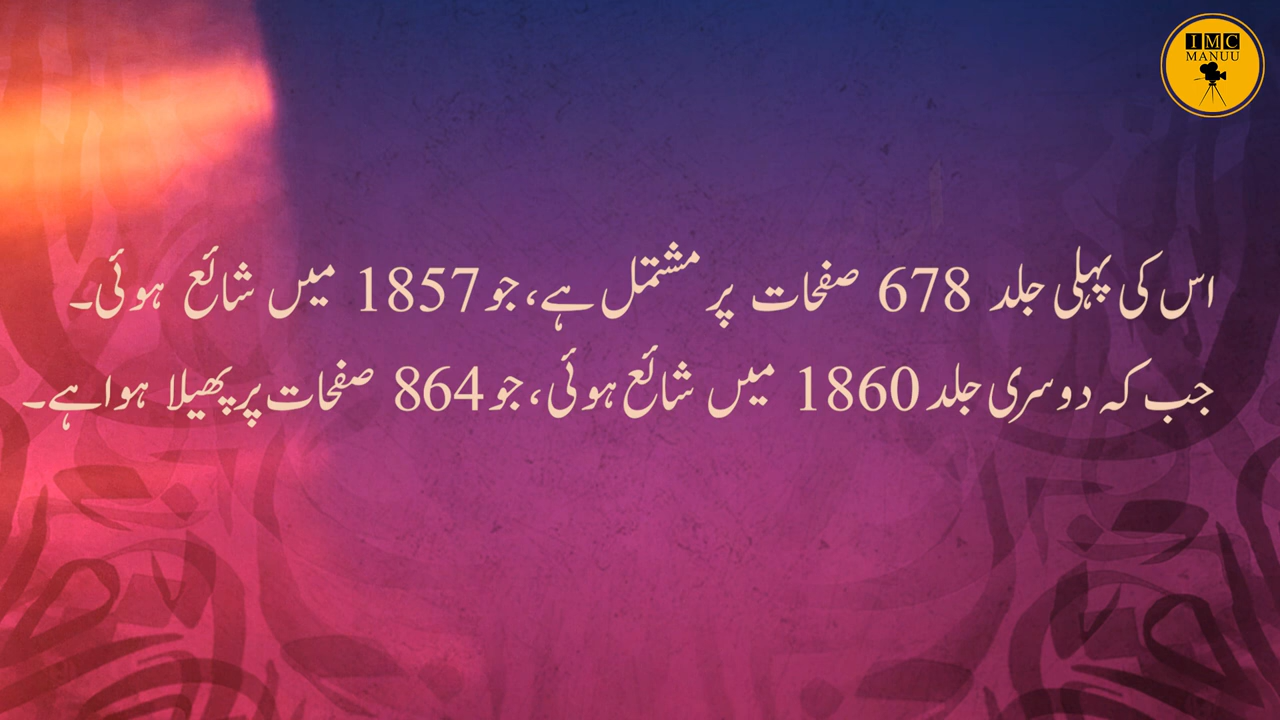 IMC
MANUU
اس کی پہلی جلد 678 صفحات پر مشتمل ہے، جو 1857 میں شائع ہوئی۔
جب کہ دوسری جلد 1860 میں شائع ہوئی، جو 864 صفحات پر پھیلا ہوا ہے۔